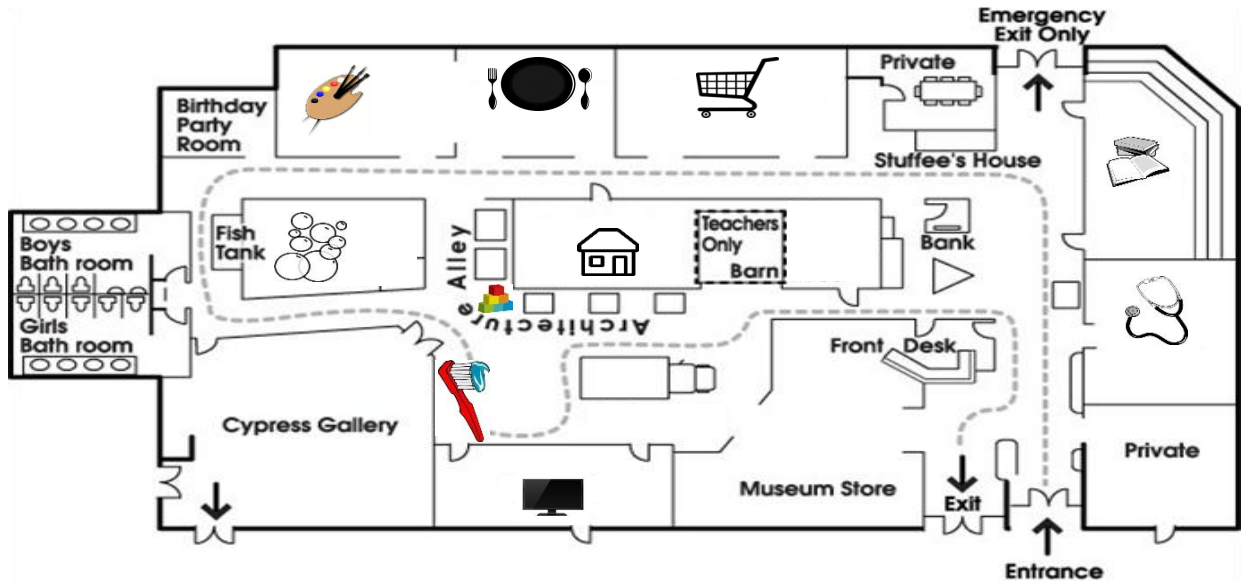 Emergency
Exit Only
Private
Birthday
Party
Room
Stuffee's House
Fish
Tank
Alley
Teachers
Only
Barn
Bank
Boys
Bath room
Girls
Bath room
Architecture
Front Desk
Cypress Gallery
Private
Museum Store
Exit
Entrance